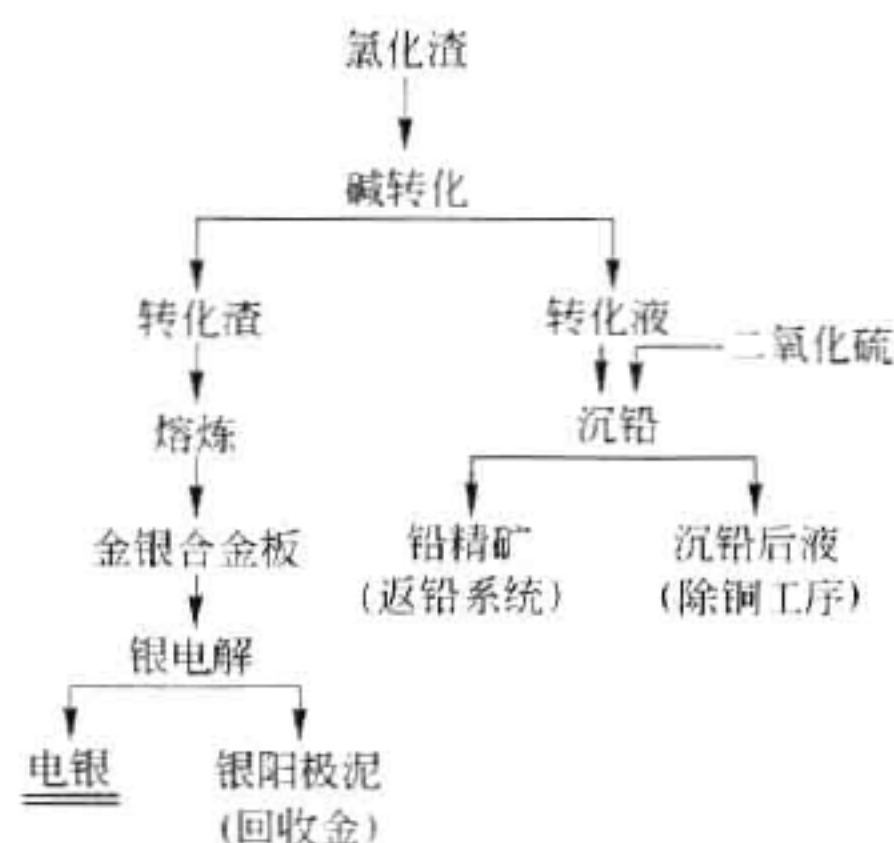 氯化渣
碱转化
转化渣
转化液
二氧化硫
熔炼
沉铅
金银合金板
铅精矿
(返铅系统)
沉铅后液
(除铜工序)
银电解
电银
银阳极泥
(回收金)